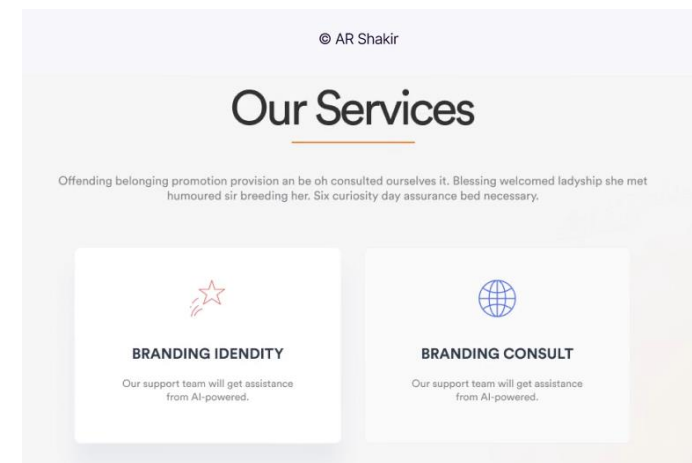 © AR Shakir
Our Services
Offending belonging promotion provision an be oh consulted ourselves it. Blessing welcomed ladyship she met
humoured sir breeding her. Six curiosity day assurance bed necessary.
BRANDING IDENDITY
Our support team will get assistance
from AI-powered.
BRANDING CONSULT
Our support team will get assistance
from AI-powered.